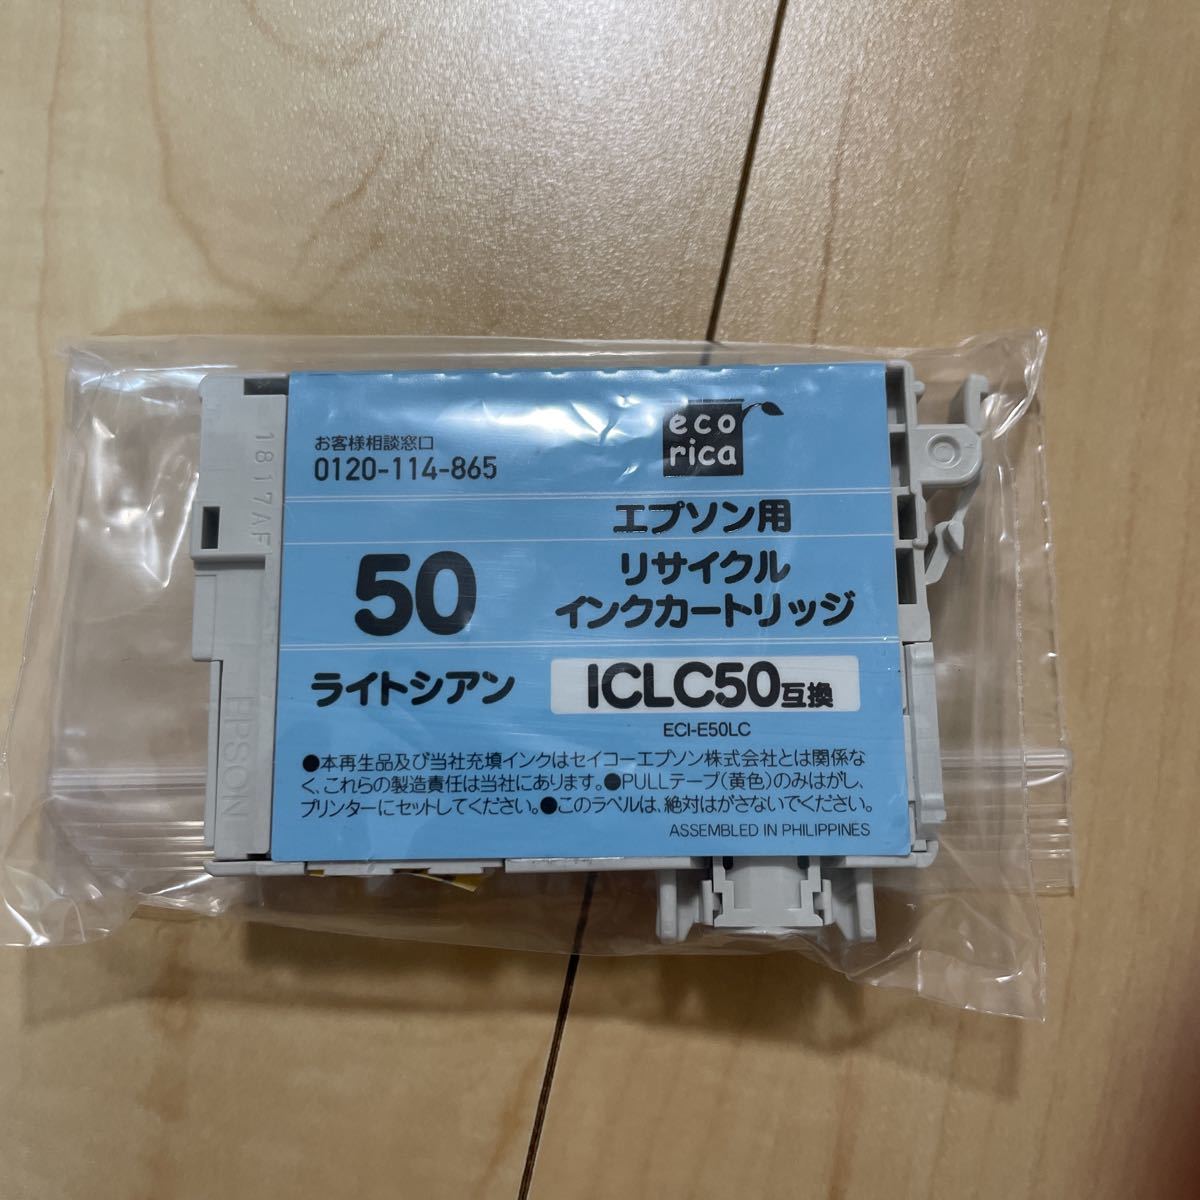 お客様相談窓口
0120-114-865
eco
rica
エプソン用
リサイクル
インクカートリッジ
50
ライトシアン
ICLC50互換
ECI-E50LC
●本再生品及び当社充填インクはセイコーエプソン株式会社とは関係な
く、これらの製造責任は当社にあります。●PULLテープ(黄色)のみはがし、
プリンターにセットしてください。●このラベルは、絶対はがさないでください。
ASSEMBLED IN PHILIPPINES
1817AF
EPSON